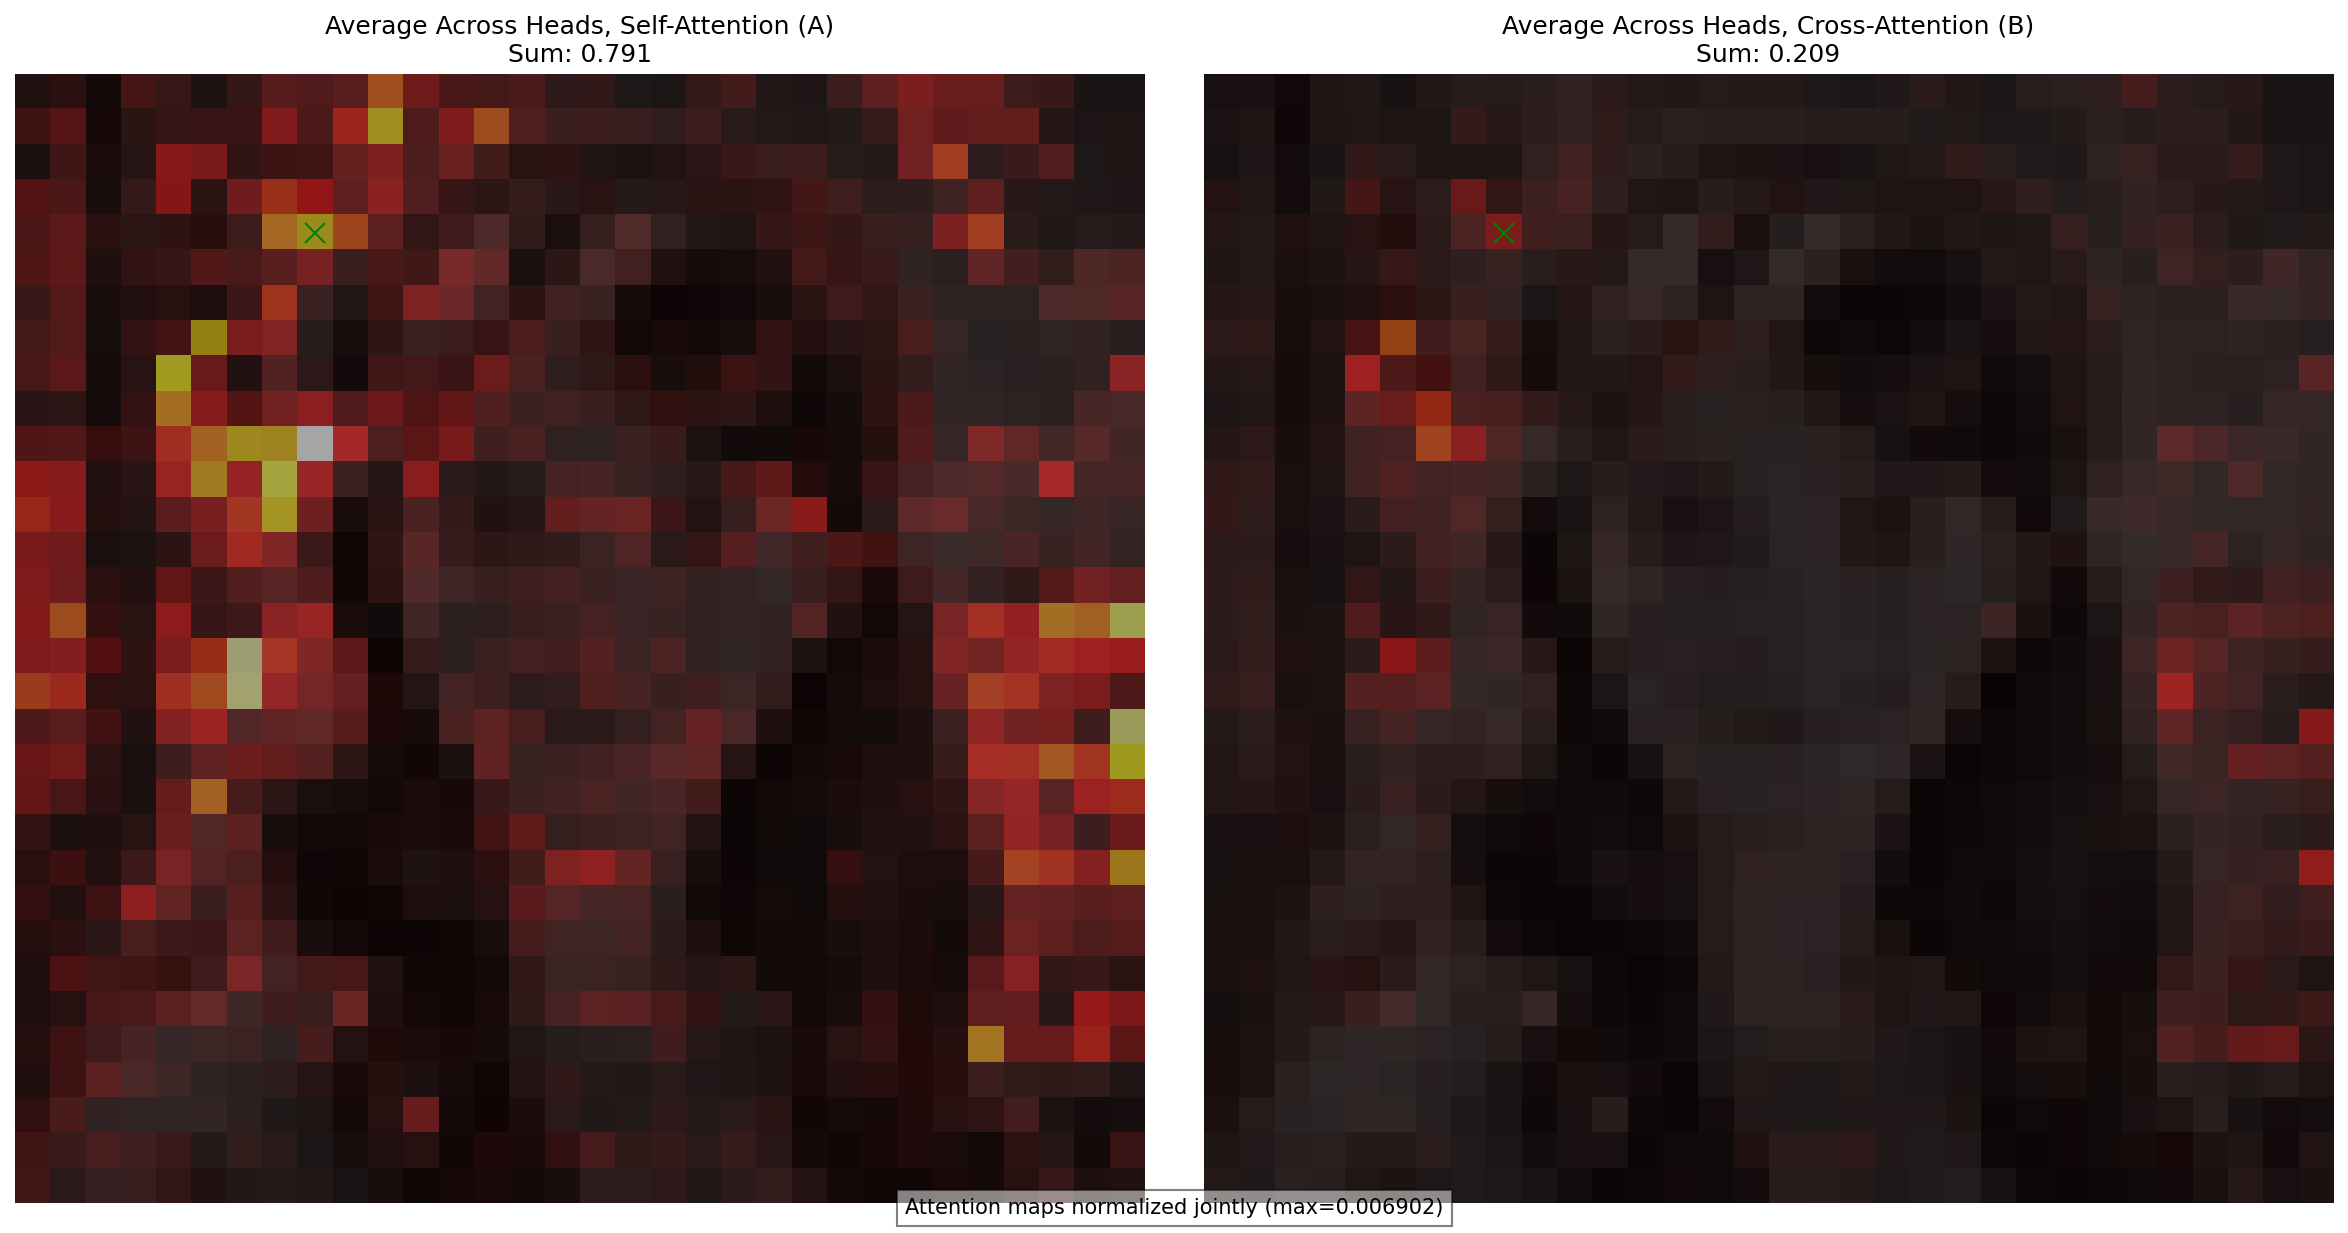 Average Across Heads, Self-Attention (A)
Sum: 0.791
Average Across Heads, Cross-Attention (B)
Sum: 0.209
Attention maps normalized jointly (max=0.006902)